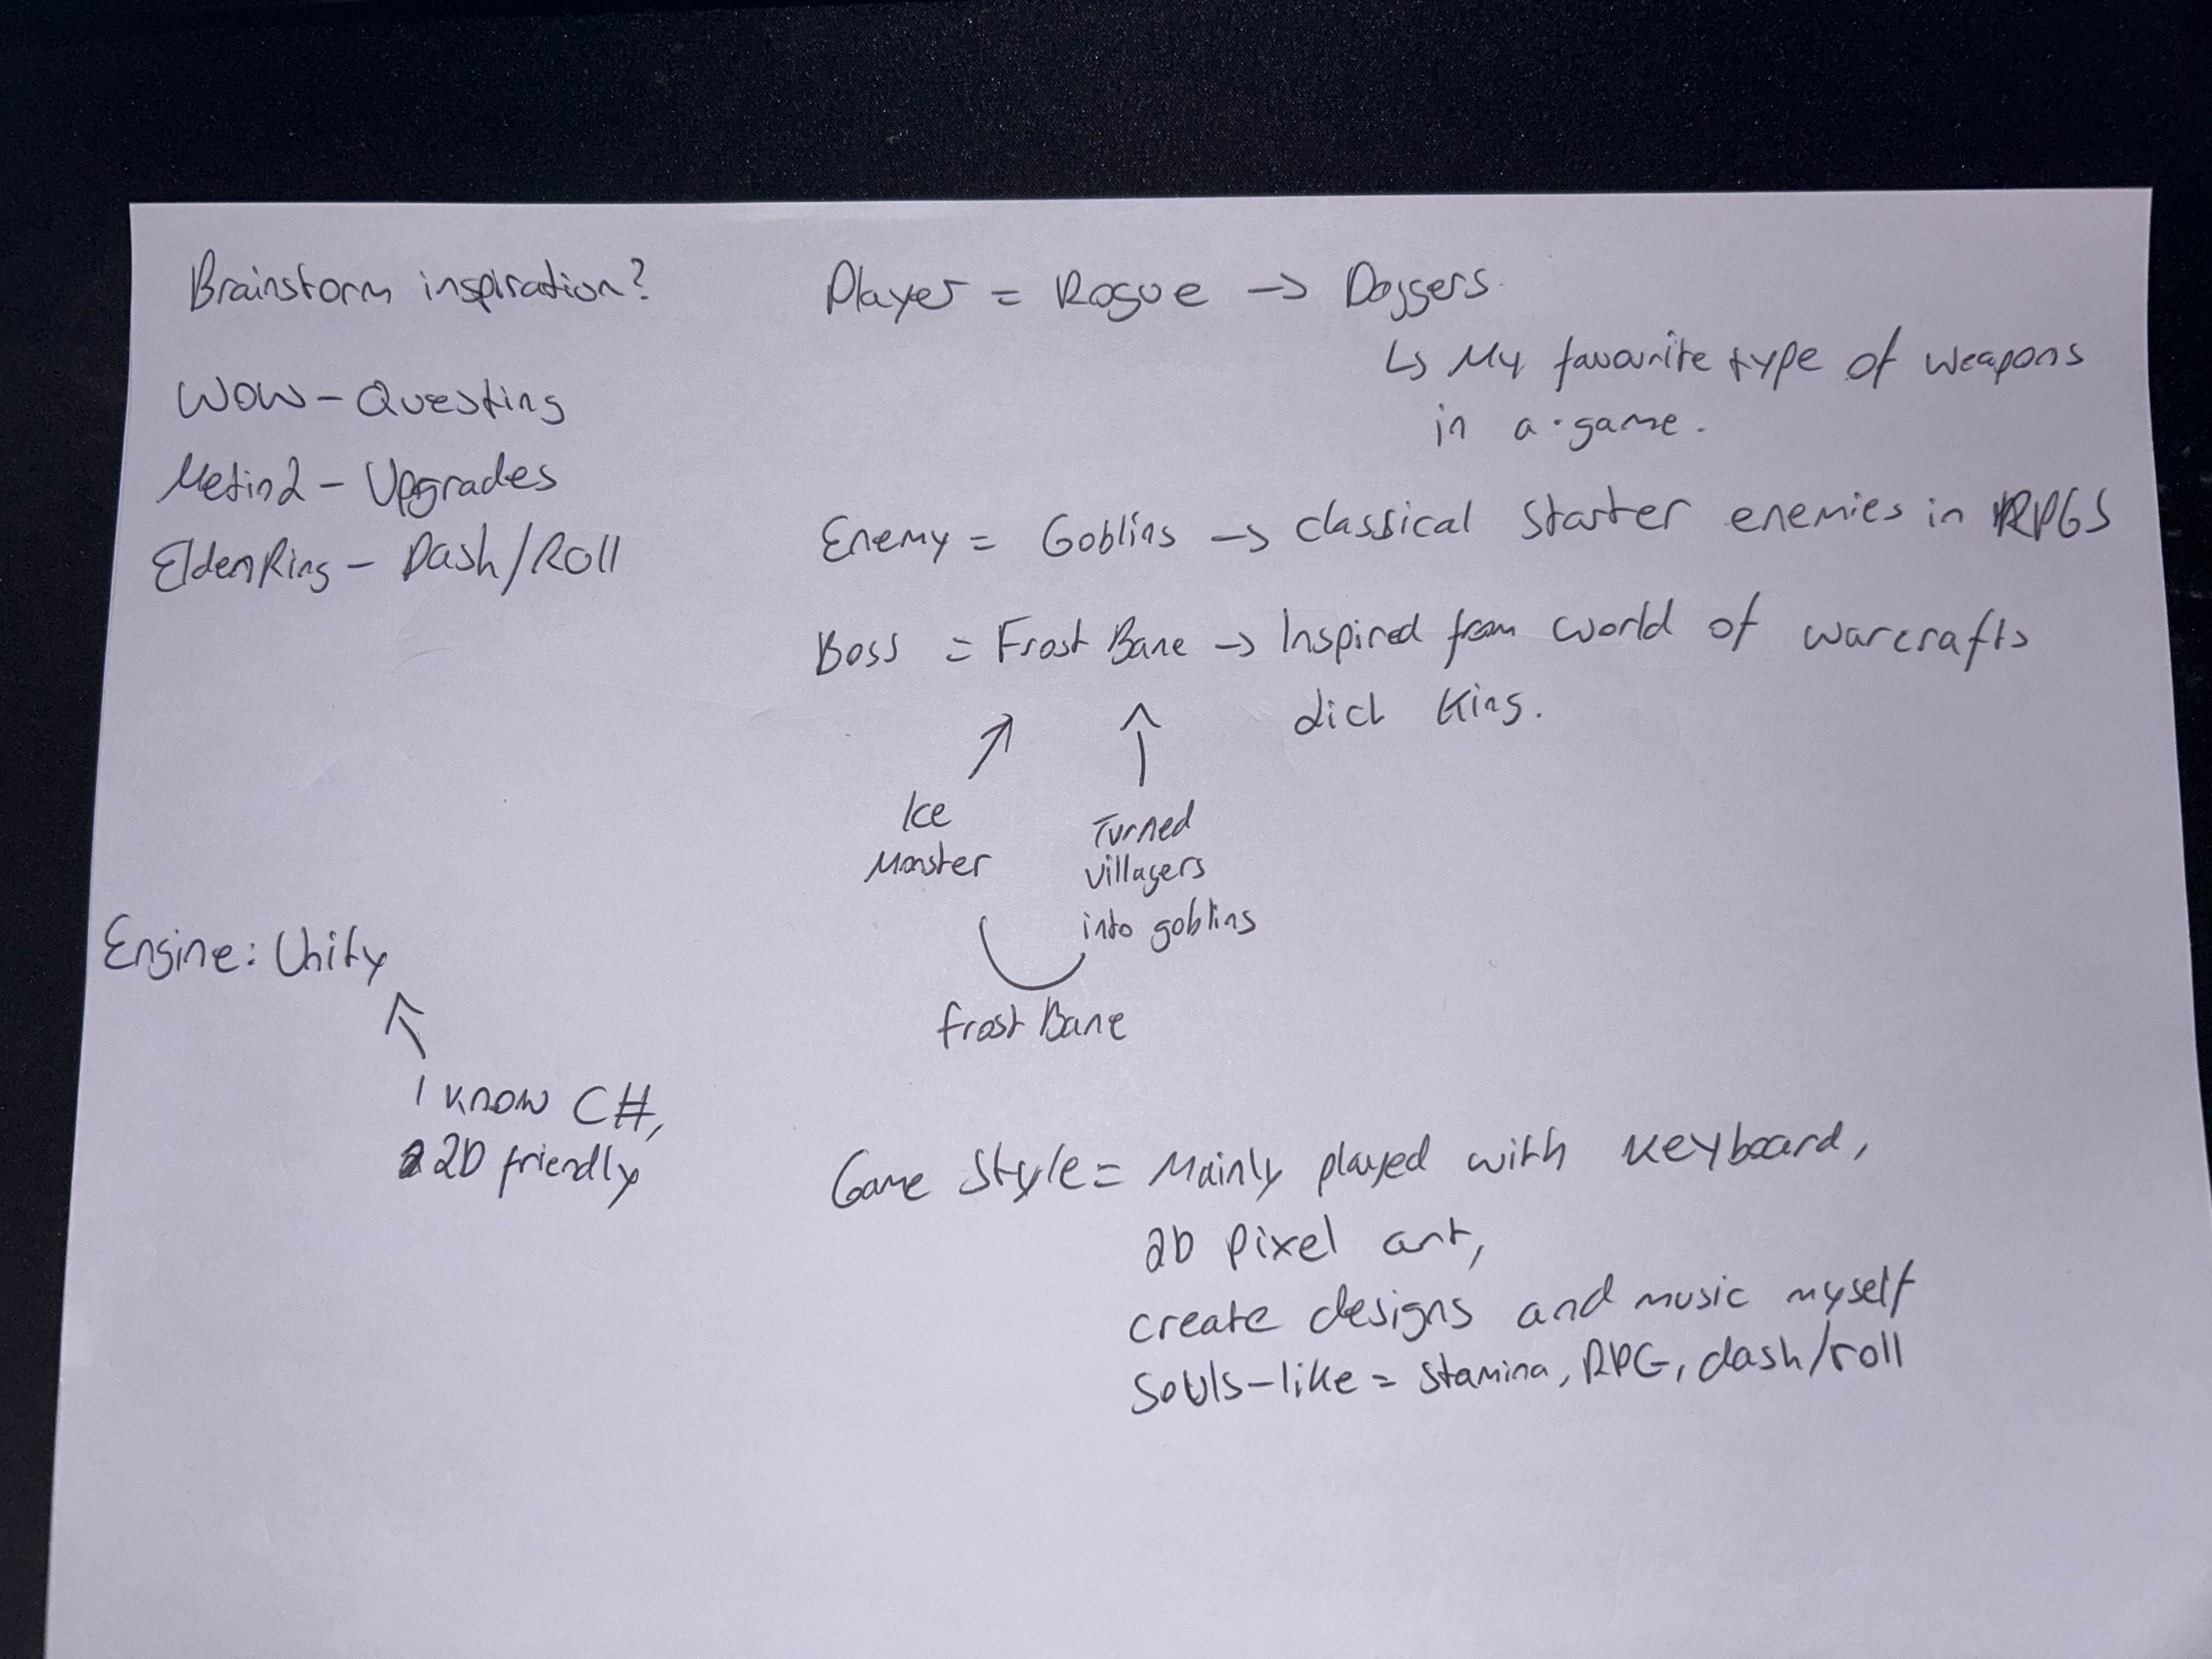 Brainstorm inspiration?
WOW - Questing
Metin2 - Upgrades
EldenRing - Dash/Roll
Engine: Unity
I know C#,
2D friendly
Player = Rogue -> Daggers.
↳ My favourite type of weapons
in a game.
Enemy = Goblins -> classical starter enemies in RPGS
Boss = Frost Bane -> Inspired from world of warcrafts
Lich King.
Ice
Monster
Turned
villagers
into goblins
Frost Bane
Game Style = Mainly played with keyboard,
2D pixel art,
create designs and music myself
Souls-like = stamina, RPG, dash/roll